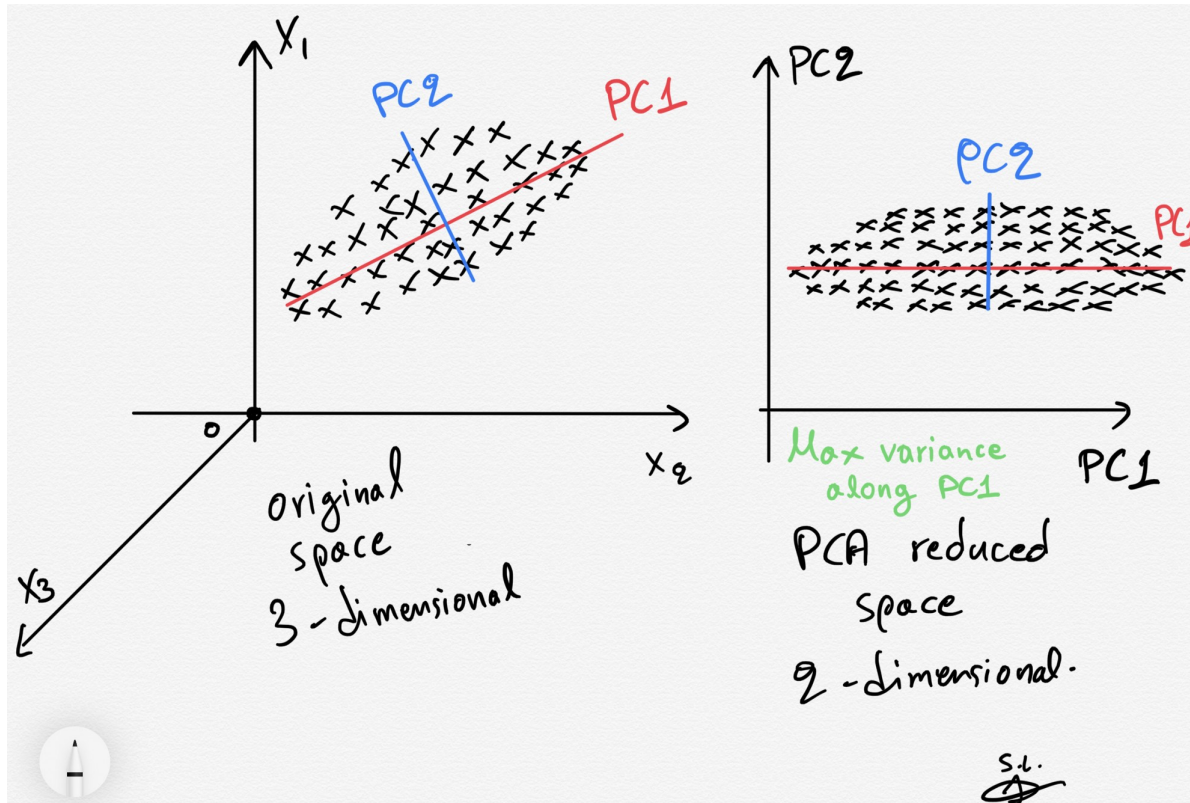 X1
PC2
PC1
0
X2
X3
original
space
3-dimensional
PC2
PC2
PC1
PC1
Max variance
along PC1
PCA reduced
space
2-dimensional.
S.L.